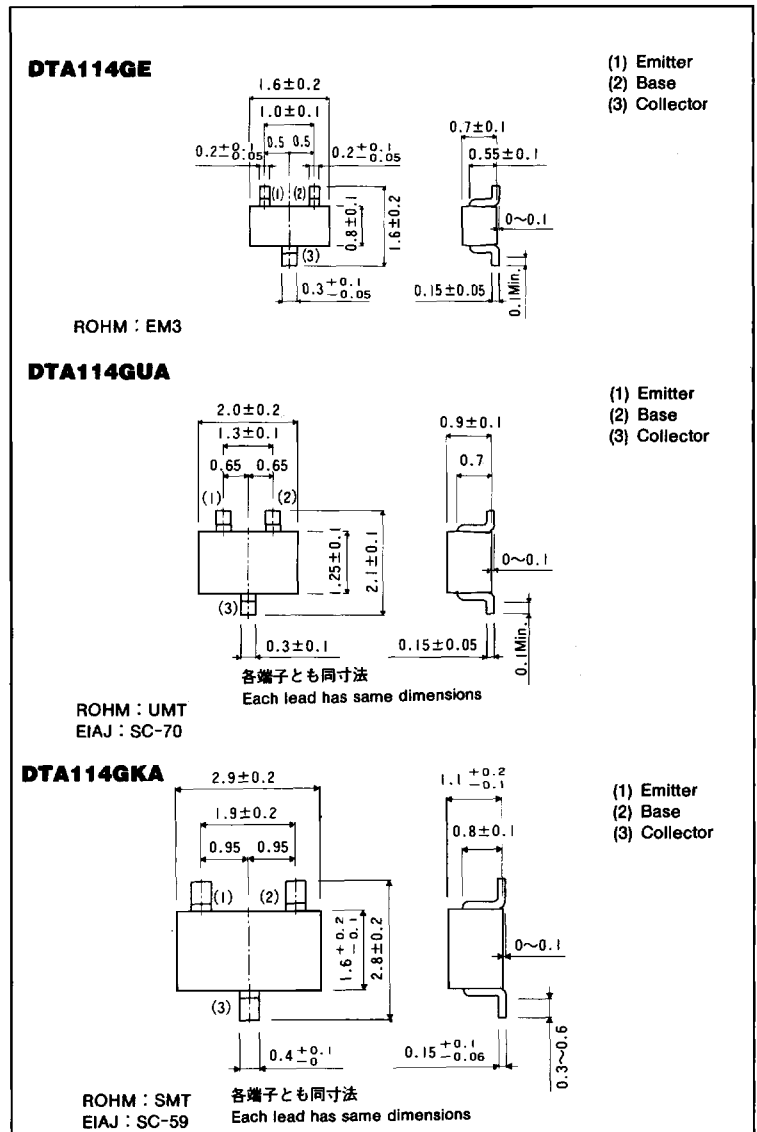 DTA114GE
(1) Emitter
(2) Base
(3) Collector
1.6±0.2
1.0±0.1
0.5 0.5
0.2+0.1 −0.05
0.2+0.1 −0.05
(1) (2)
(3)
0.8±0.1
1.6±0.2
0.3+0.1 −0.05
0.7±0.1
0.55±0.1
0~0.1
0.15±0.05
0.1Min.
ROHM : EM3
DTA114GUA
(1) Emitter
(2) Base
(3) Collector
2.0±0.2
1.3±0.1
0.65 0.65
(1) (2)
(3)
1.25±0.1
2.1±0.1
0.3±0.1
0.9±0.1
0.7
0~0.1
0.15±0.05
0.1Min.
各端子とも同寸法
Each lead has same dimensions
ROHM : UMT
EIAJ : SC-70
DTA114GKA
(1) Emitter
(2) Base
(3) Collector
2.9±0.2
1.9±0.2
0.95 0.95
(1) (2)
(3)
1.6+0.2 −0.1
2.8±0.2
0.4+0.1 −0
1.1+0.2 −0.1
0.8±0.1
0~0.1
0.15+0.1 −0.06
0.3~0.6
各端子とも同寸法
Each lead has same dimensions
ROHM : SMT
EIAJ : SC-59